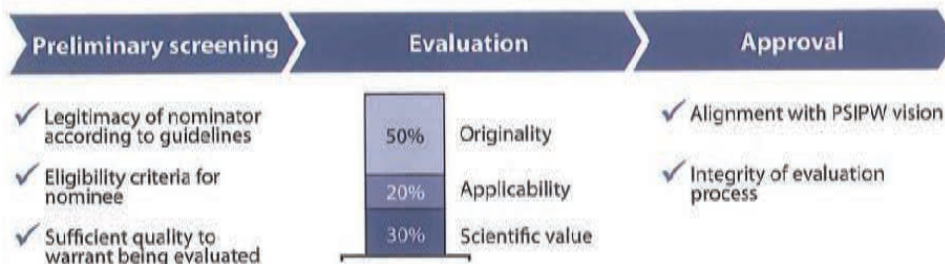 Preliminary screening
Evaluation
Approval
Legitimacy of nominator
according to guidelines
Eligibility criteria for
nominee
Sufficient quality to
warrant being evaluated
50%
Originality
20%
Applicability
30%
Scientific value
Alignment with PSIPW vision
Integrity of evaluation
process